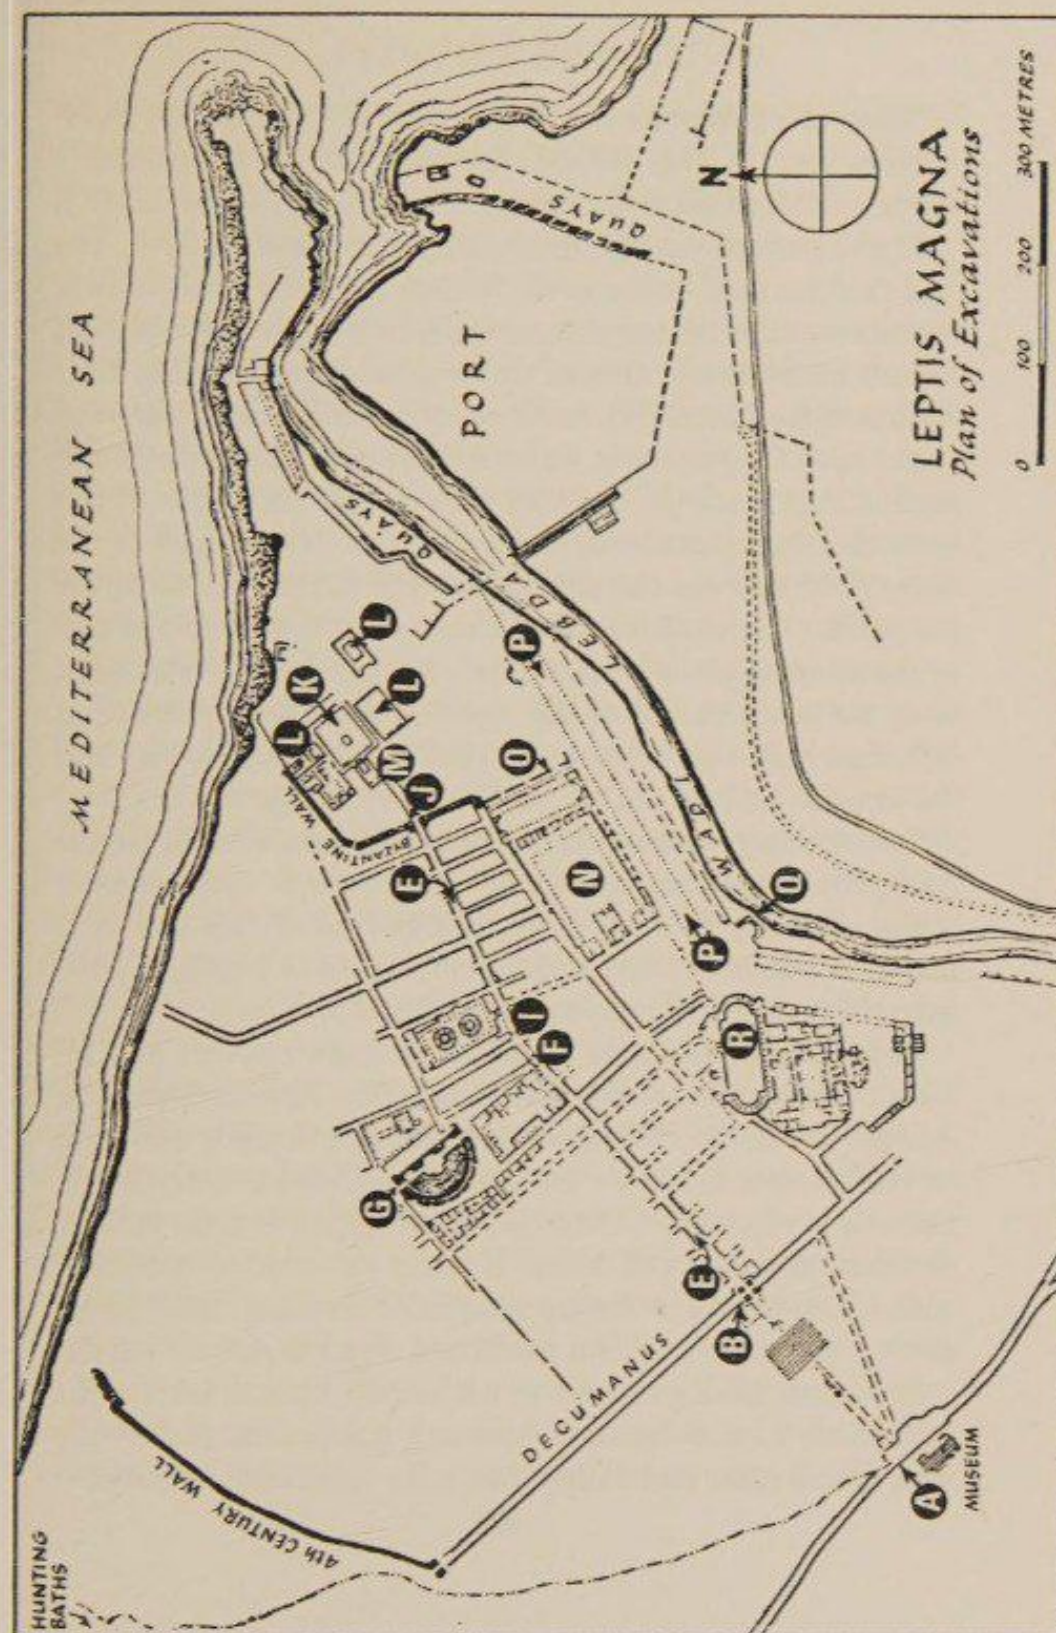 MEDITERRANEAN SEA
HUNTING
BATHS
4th CENTURY WALL
DECUMANUS
BYZANTINE WALL
QUAYS
PORT
QUAYS
WADI LEBDA
MUSEUM
A
B
E
E
F
G
I
J
K
L
L
L
M
N
O
P
P
Q
R
N
LEPTIS MAGNA
Plan of Excavations
0 100 200 300 METRES